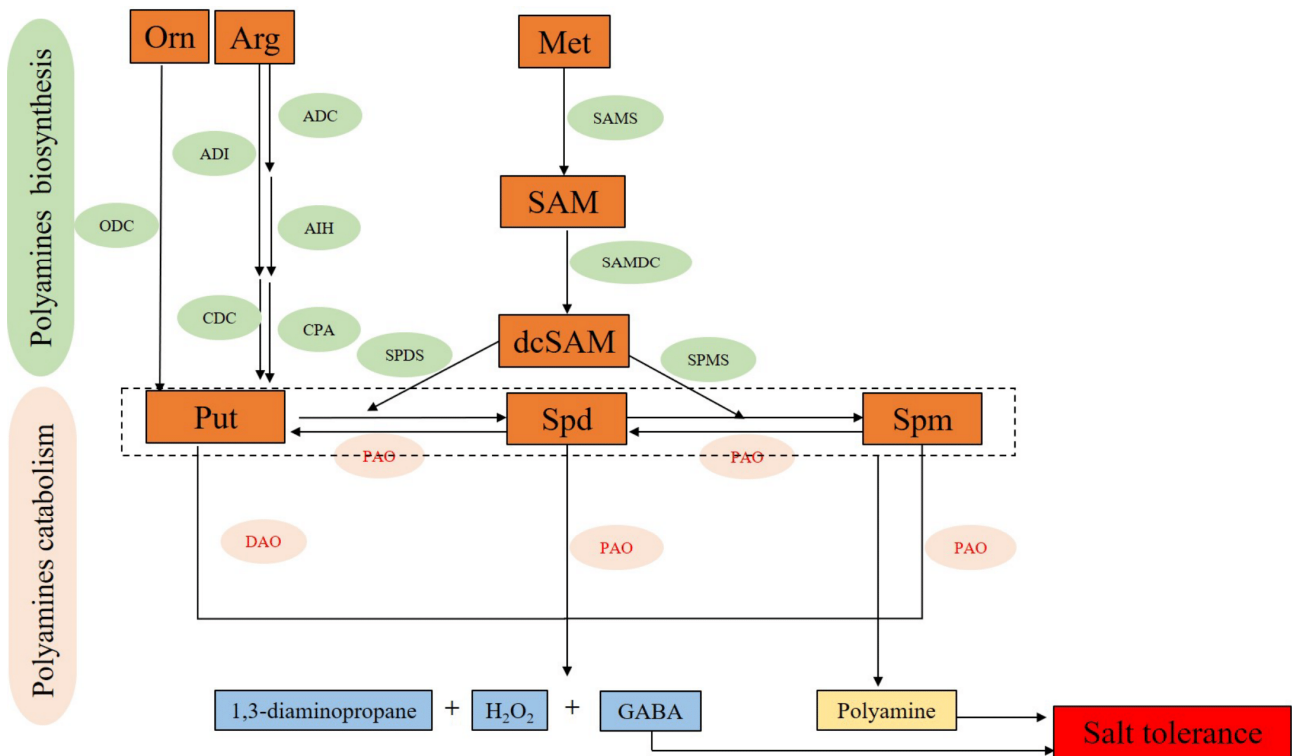 Polyamines biosynthesis
Orn
Arg
Met
ADC
SAMS
ADI
SAM
ODC
AIH
SAMDC
CDC
CPA
dcSAM
SPDS
SPMS
Polyamines catabolism
Put
Spd
Spm
PAO
PAO
DAO
PAO
PAO
1,3-diaminopropane + H₂O₂ + GABA
Polyamine
Salt tolerance